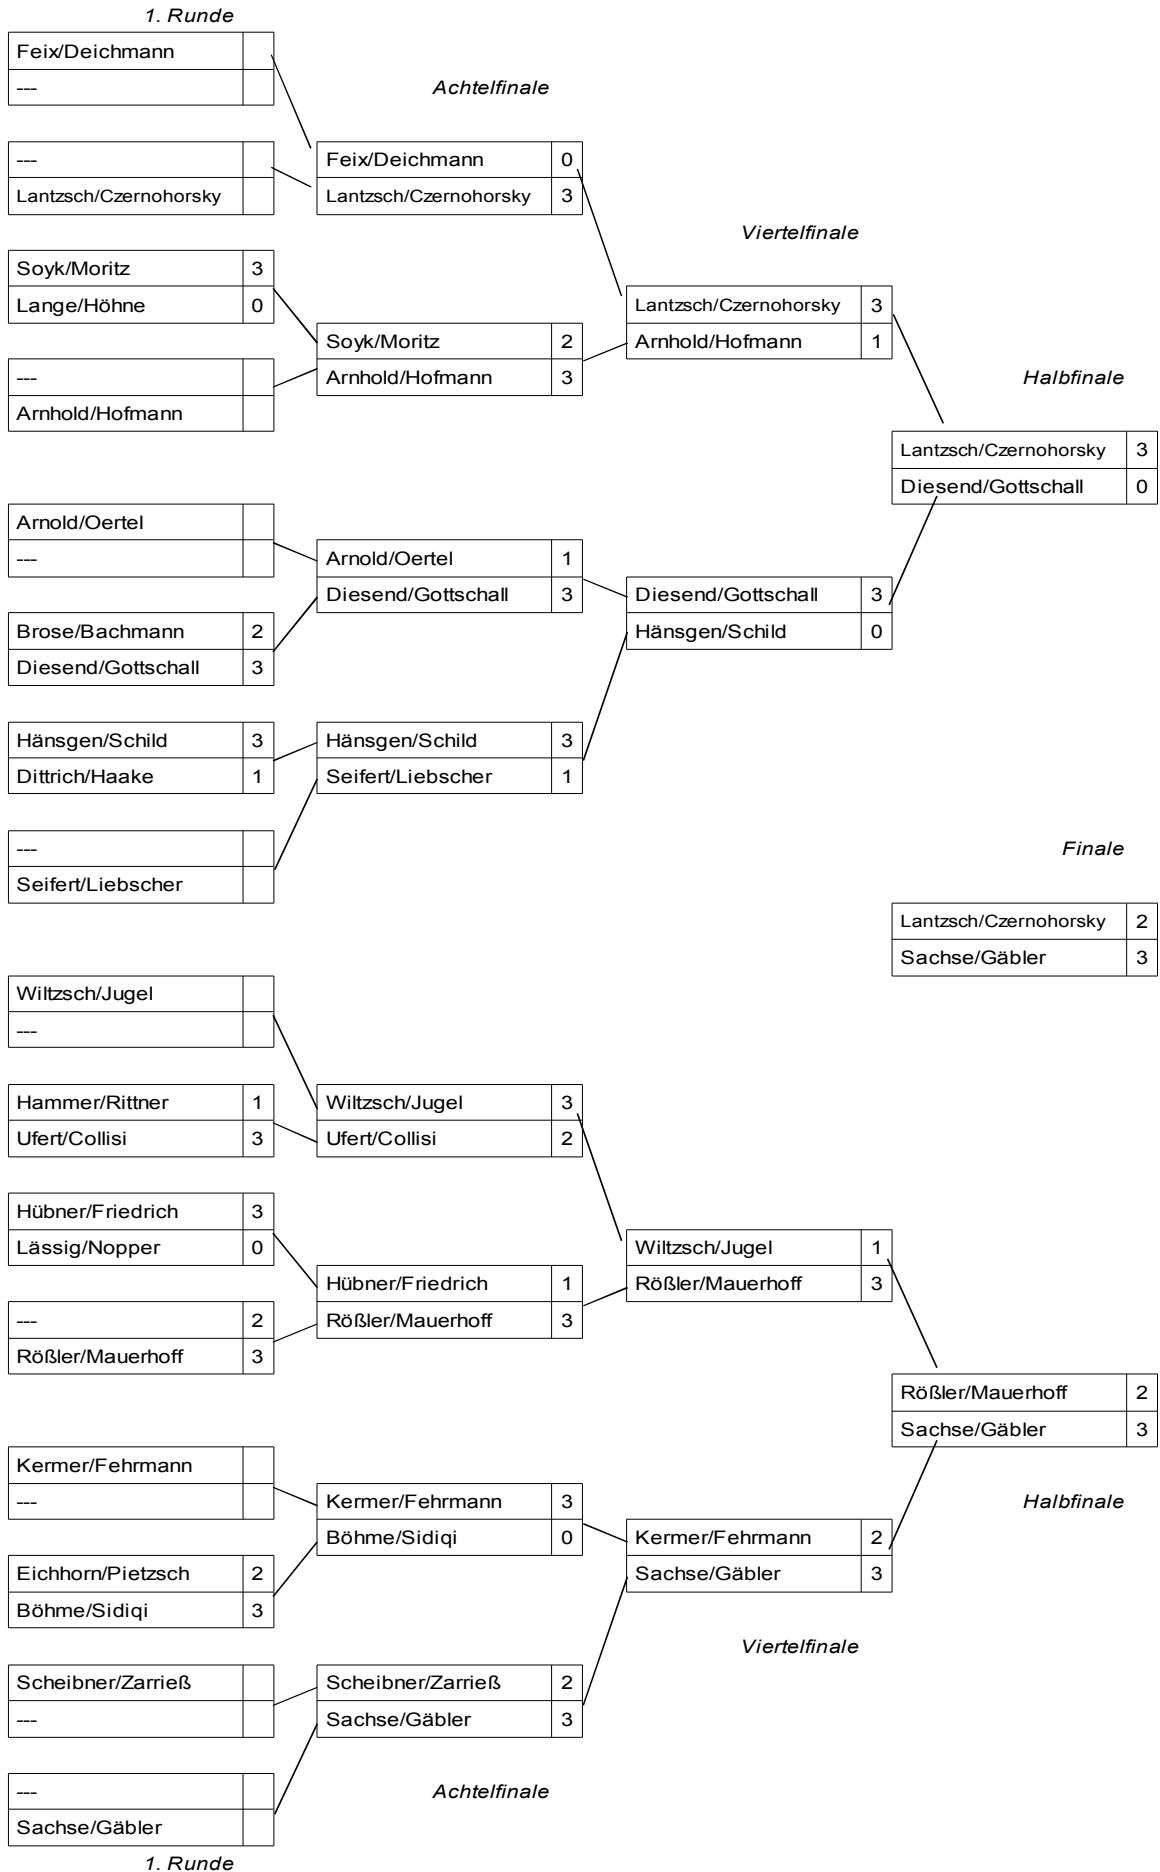 1. Runde
Feix/Deichmann
---
Achtelfinale
---
Lantzsch/Czernohorsky
Feix/Deichmann 0
Lantzsch/Czernohorsky 3
Viertelfinale
Soyk/Moritz 3
Lange/Höhne 0
Lantzsch/Czernohorsky 3
Arnhold/Hofmann 1
Soyk/Moritz 2
Arnhold/Hofmann 3
---
Arnhold/Hofmann
Halbfinale
Lantzsch/Czernohorsky 3
Diesend/Gottschall 0
Arnold/Oertel
---
Arnold/Oertel 1
Diesend/Gottschall 3
Diesend/Gottschall 3
Hänsgen/Schild 0
Brose/Bachmann 2
Diesend/Gottschall 3
Hänsgen/Schild 3
Dittrich/Haake 1
Hänsgen/Schild 3
Seifert/Liebscher 1
---
Seifert/Liebscher
Finale
Lantzsch/Czernohorsky 2
Sachse/Gäbler 3
Wiltzsch/Jugel
---
Hammer/Rittner 1
Ufert/Collisi 3
Wiltzsch/Jugel 3
Ufert/Collisi 2
Hübner/Friedrich 3
Lässig/Nopper 0
Wiltzsch/Jugel 1
Rößler/Mauerhoff 3
Hübner/Friedrich 1
Rößler/Mauerhoff 3
--- 2
Rößler/Mauerhoff 3
Rößler/Mauerhoff 2
Sachse/Gäbler 3
Kermer/Fehrmann
---
Kermer/Fehrmann 3
Böhme/Sidiqi 0
Halbfinale
Kermer/Fehrmann 2
Sachse/Gäbler 3
Eichhorn/Pietzsch 2
Böhme/Sidiqi 3
Viertelfinale
Scheibner/Zarrieß
---
Scheibner/Zarrieß 2
Sachse/Gäbler 3
Achtelfinale
---
Sachse/Gäbler
1. Runde